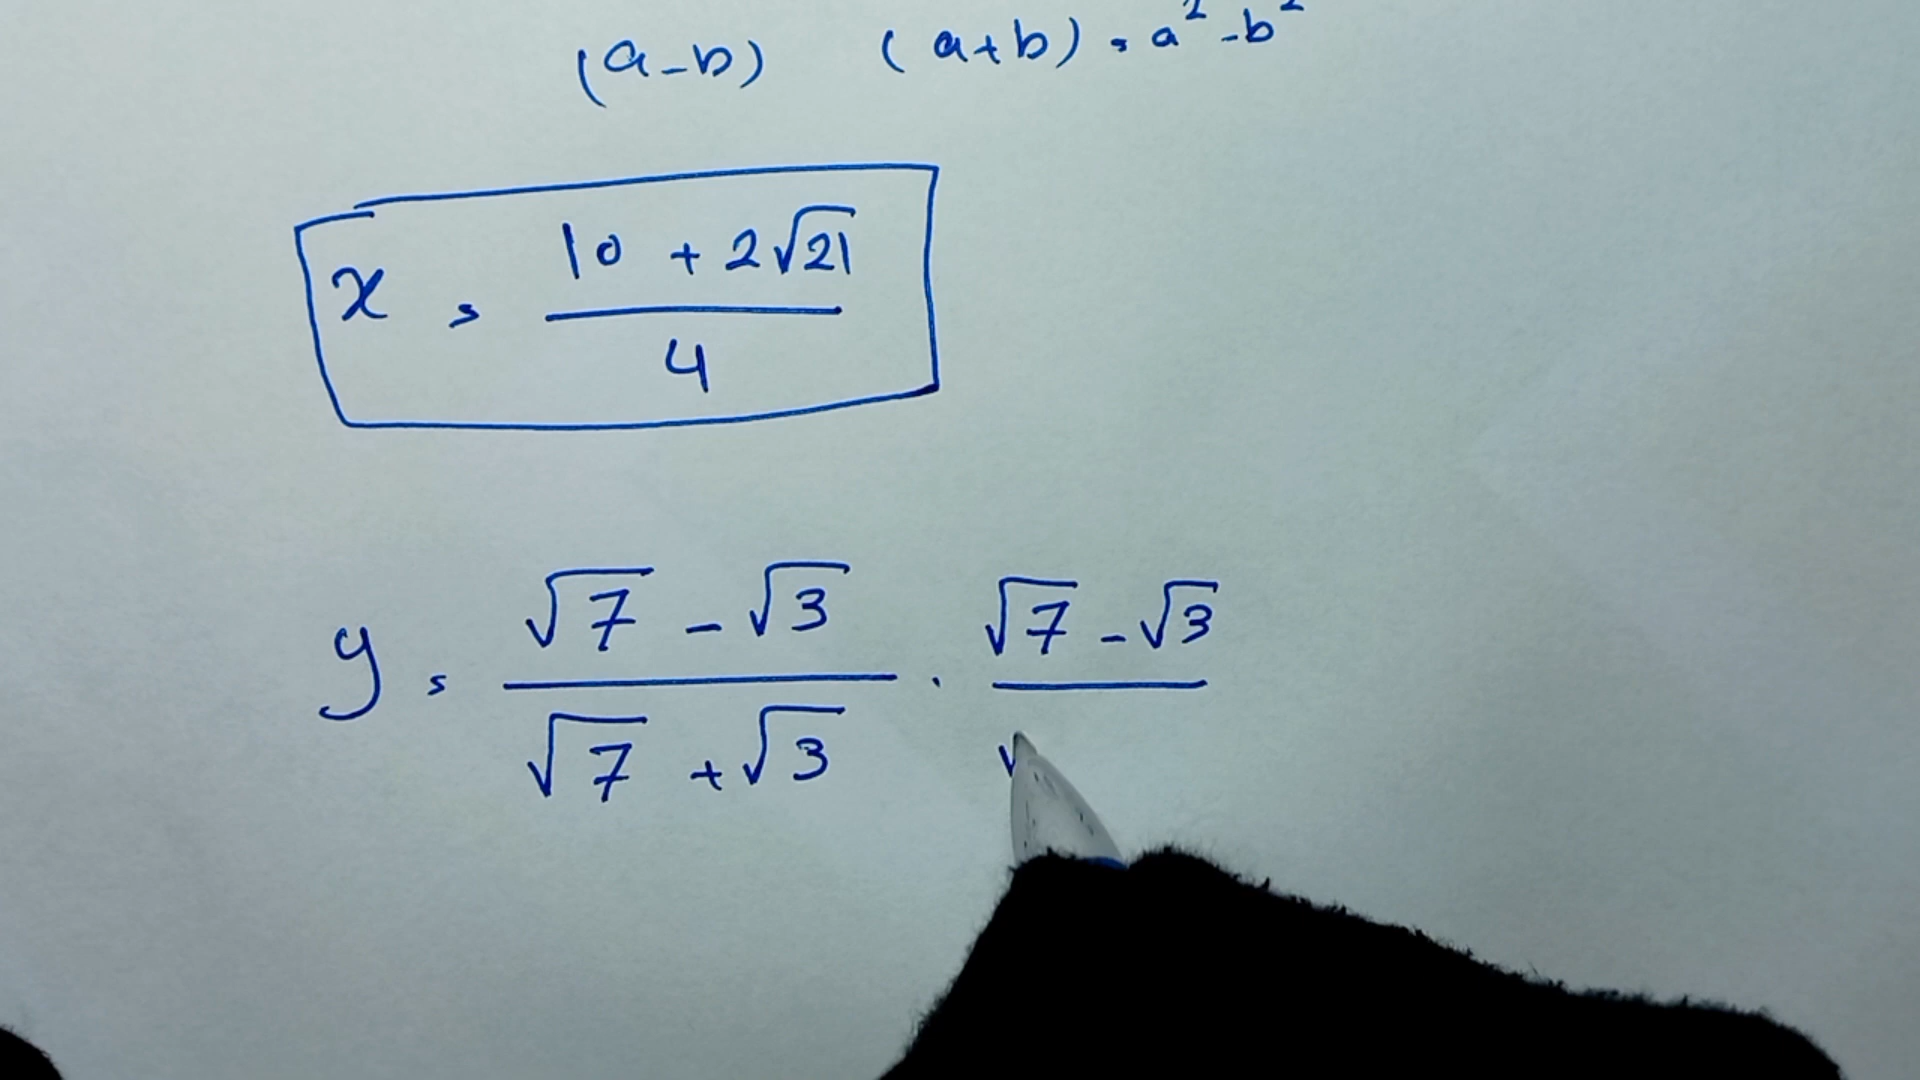 (a-b) (a+b) = a² - b²
x = (10 + 2√21) / 4
y = (√7 - √3) / (√7 + √3) · (√7 - √3) / √